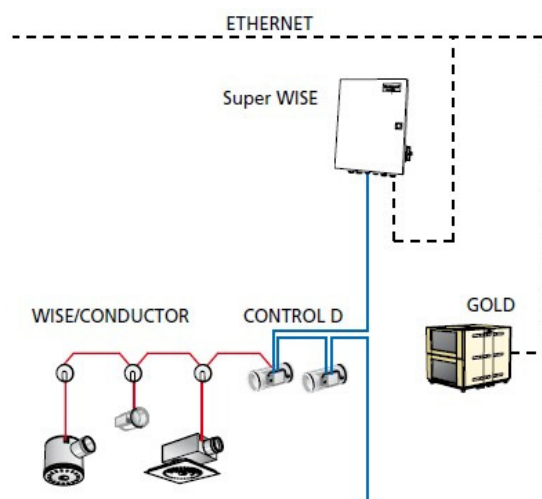 ETHERNET
Super WISE
WISE/CONDUCTOR
CONTROL D
GOLD